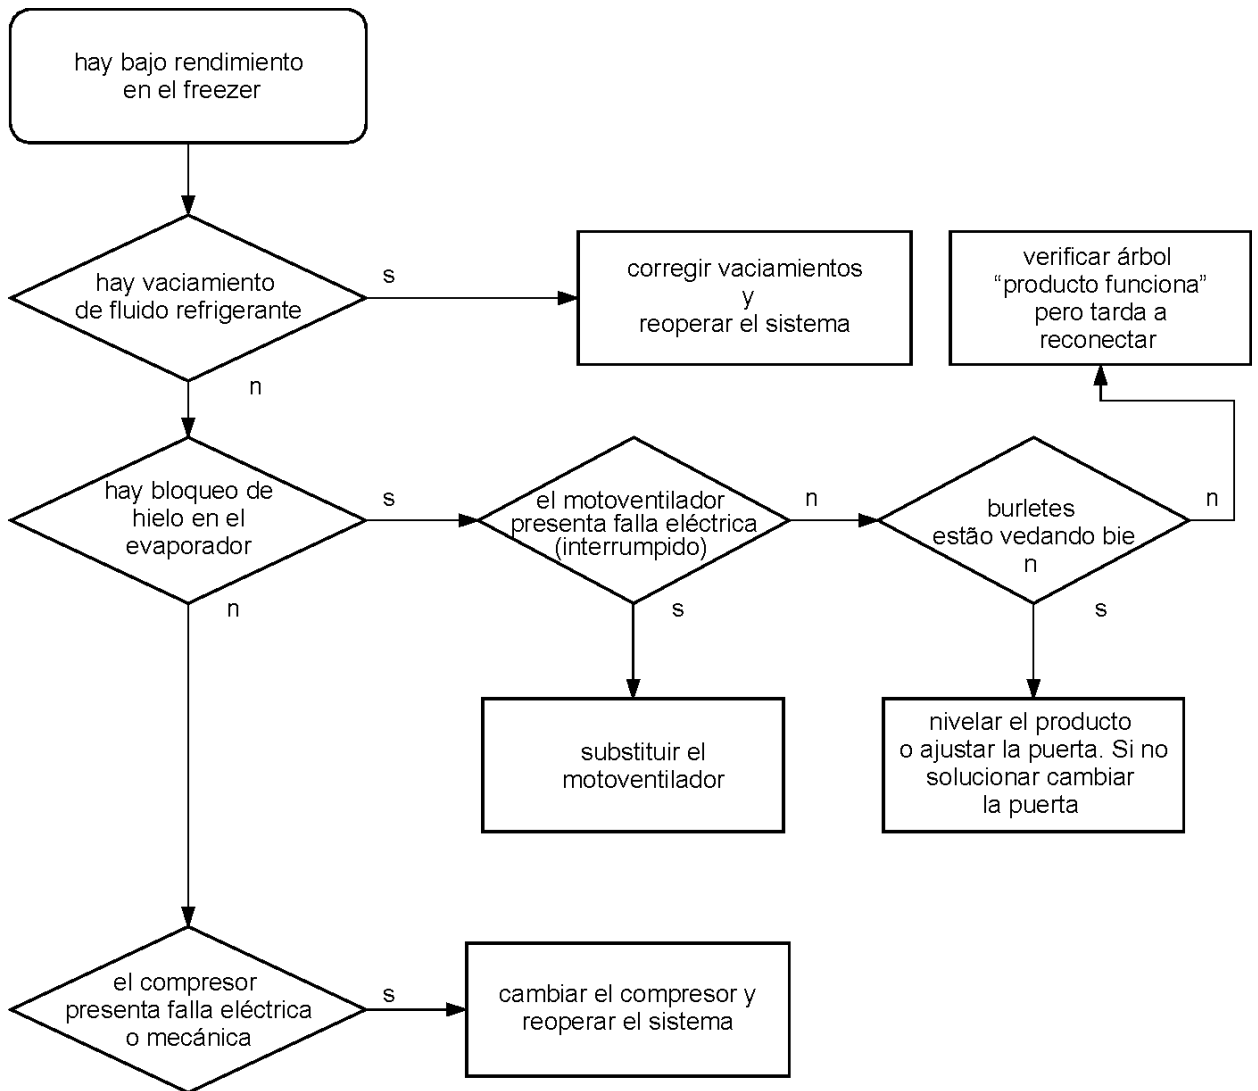 hay bajo rendimiento
en el freezer
hay vaciamiento
de fluido refrigerante
s
n
corregir vaciamientos
y
reoperar el sistema
verificar árbol
“producto funciona”
pero tarda a
reconectar
hay bloqueo de
hielo en el
evaporador
s
n
el motoventilador
presenta falla eléctrica
(interrumpido)
n
s
burletes
estão vedando bie
n
n
s
substituir el
motoventilador
nivelar el producto
o ajustar la puerta. Si no
solucionar cambiar
la puerta
el compresor
presenta falla eléctrica
o mecánica
s
cambiar el compresor y
reoperar el sistema